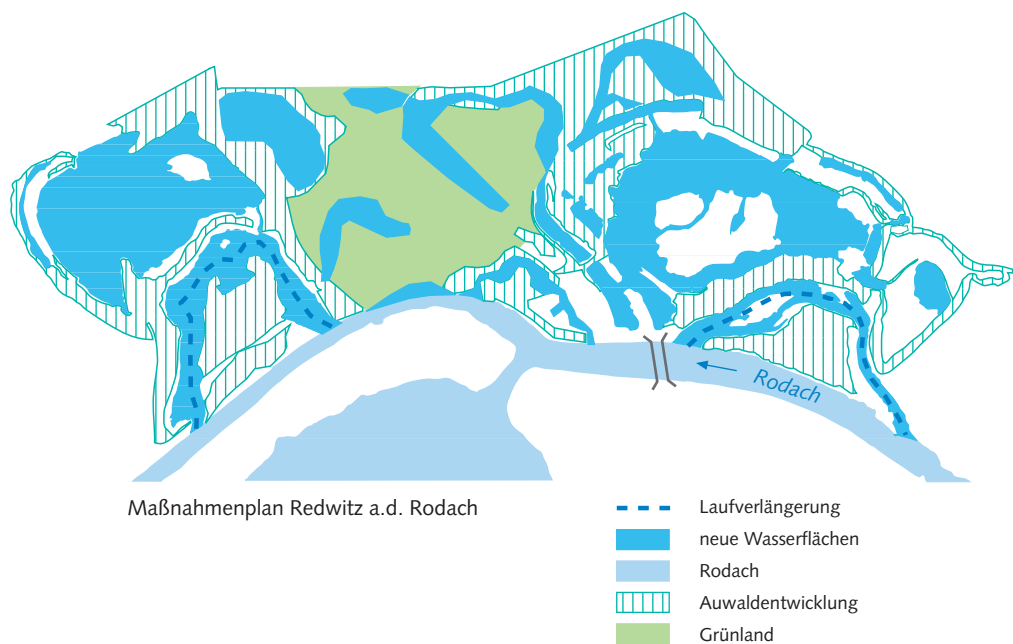 Rodach
Maßnahmenplan Redwitz a.d. Rodach
Laufverlängerung
neue Wasserflächen
Rodach
Auwaldentwicklung
Grünland